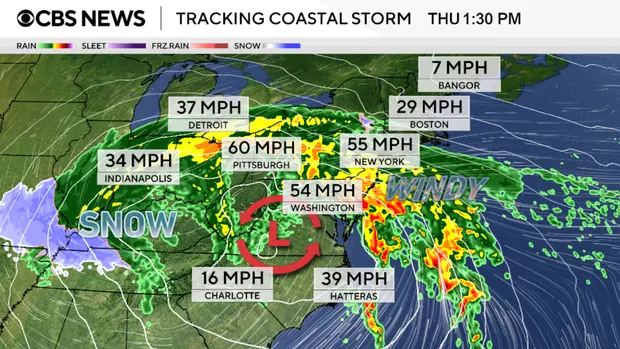 CBS NEWS TRACKING COASTAL STORM THU 1:30 PM
RAIN SLEET FRZ.RAIN SNOW
7 MPH
BANGOR
37 MPH
DETROIT
29 MPH
BOSTON
60 MPH
PITTSBURGH
55 MPH
NEW YORK
34 MPH
INDIANAPOLIS
54 MPH
WASHINGTON
WINDY
SNOW
L
16 MPH
CHARLOTTE
39 MPH
HATTERAS